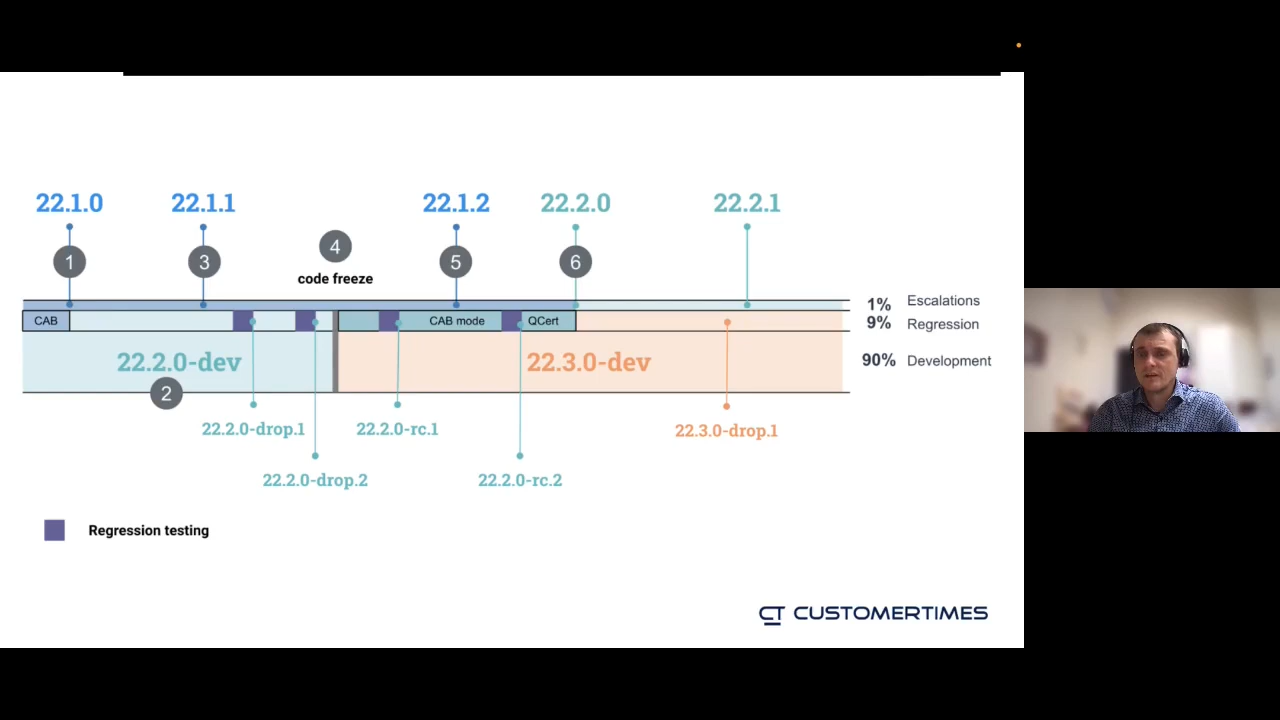 22.1.0
22.1.1
22.1.2
22.2.0
22.2.1
1
3
4
5
6
code freeze
1% Escalations
CAB
CAB mode
QCert
9% Regression
22.2.0-dev
22.3.0-dev
90% Development
2
22.2.0-drop.1
22.2.0-rc.1
22.3.0-drop.1
22.2.0-drop.2
22.2.0-rc.2
Regression testing
CT CUSTOMERTIMES